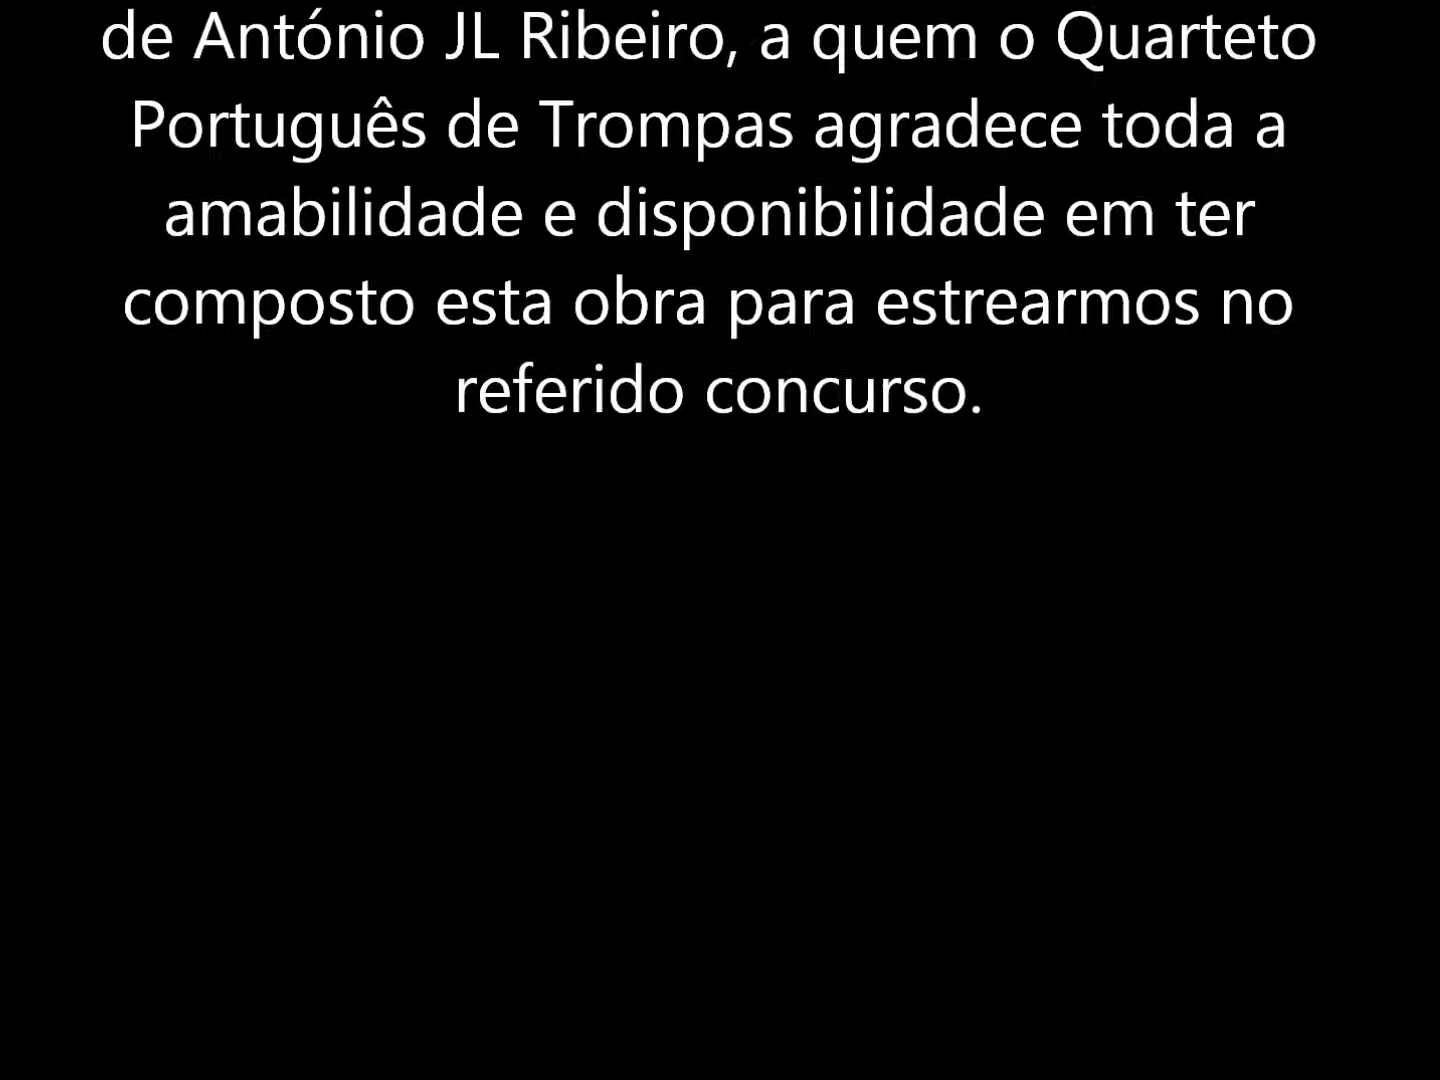 de António JL Ribeiro, a quem o Quarteto
Português de Trompas agradece toda a
amabilidade e disponibilidade em ter
composto esta obra para estrearmos no
referido concurso.